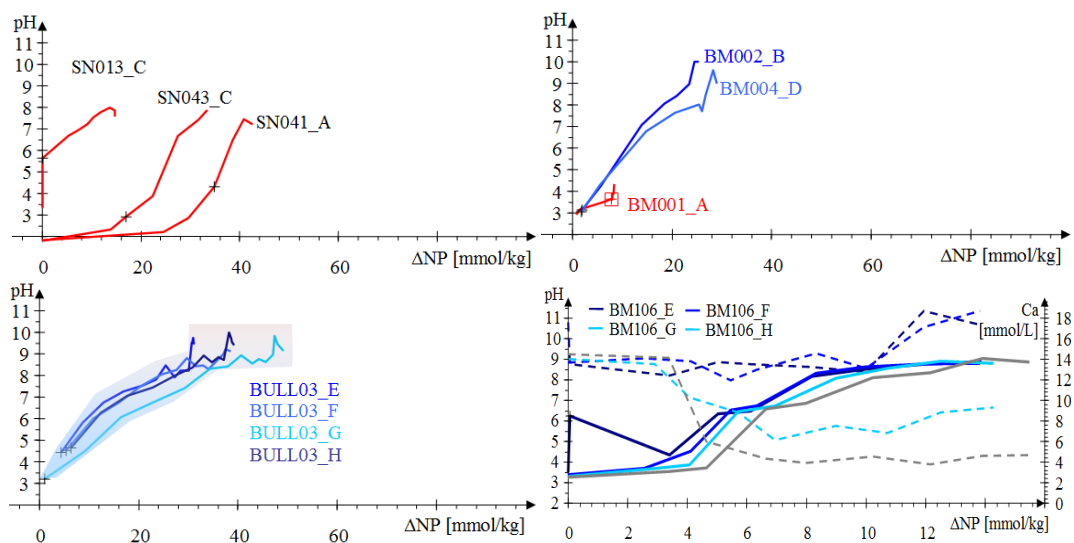 pH
11
10
9
8
7
6
5
4
3
SN013_C
SN043_C
SN041_A
0
20
40
60
ΔNP [mmol/kg]
pH
11
10
9
8
7
6
5
4
3
BM002_B
BM004_D
BM001_A
0
20
40
60
ΔNP [mmol/kg]
pH
11
10
9
8
7
6
5
4
3
BULL03_E
BULL03_F
BULL03_G
BULL03_H
0
20
40
60
ΔNP [mmol/kg]
pH
11
10
9
8
7
6
5
4
3
2
BM106_E
BM106_F
BM106_G
BM106_H
Ca
[mmol/L]
18
16
14
12
10
8
6
4
2
0
0
2
4
6
8
10
12
ΔNP [mmol/kg]